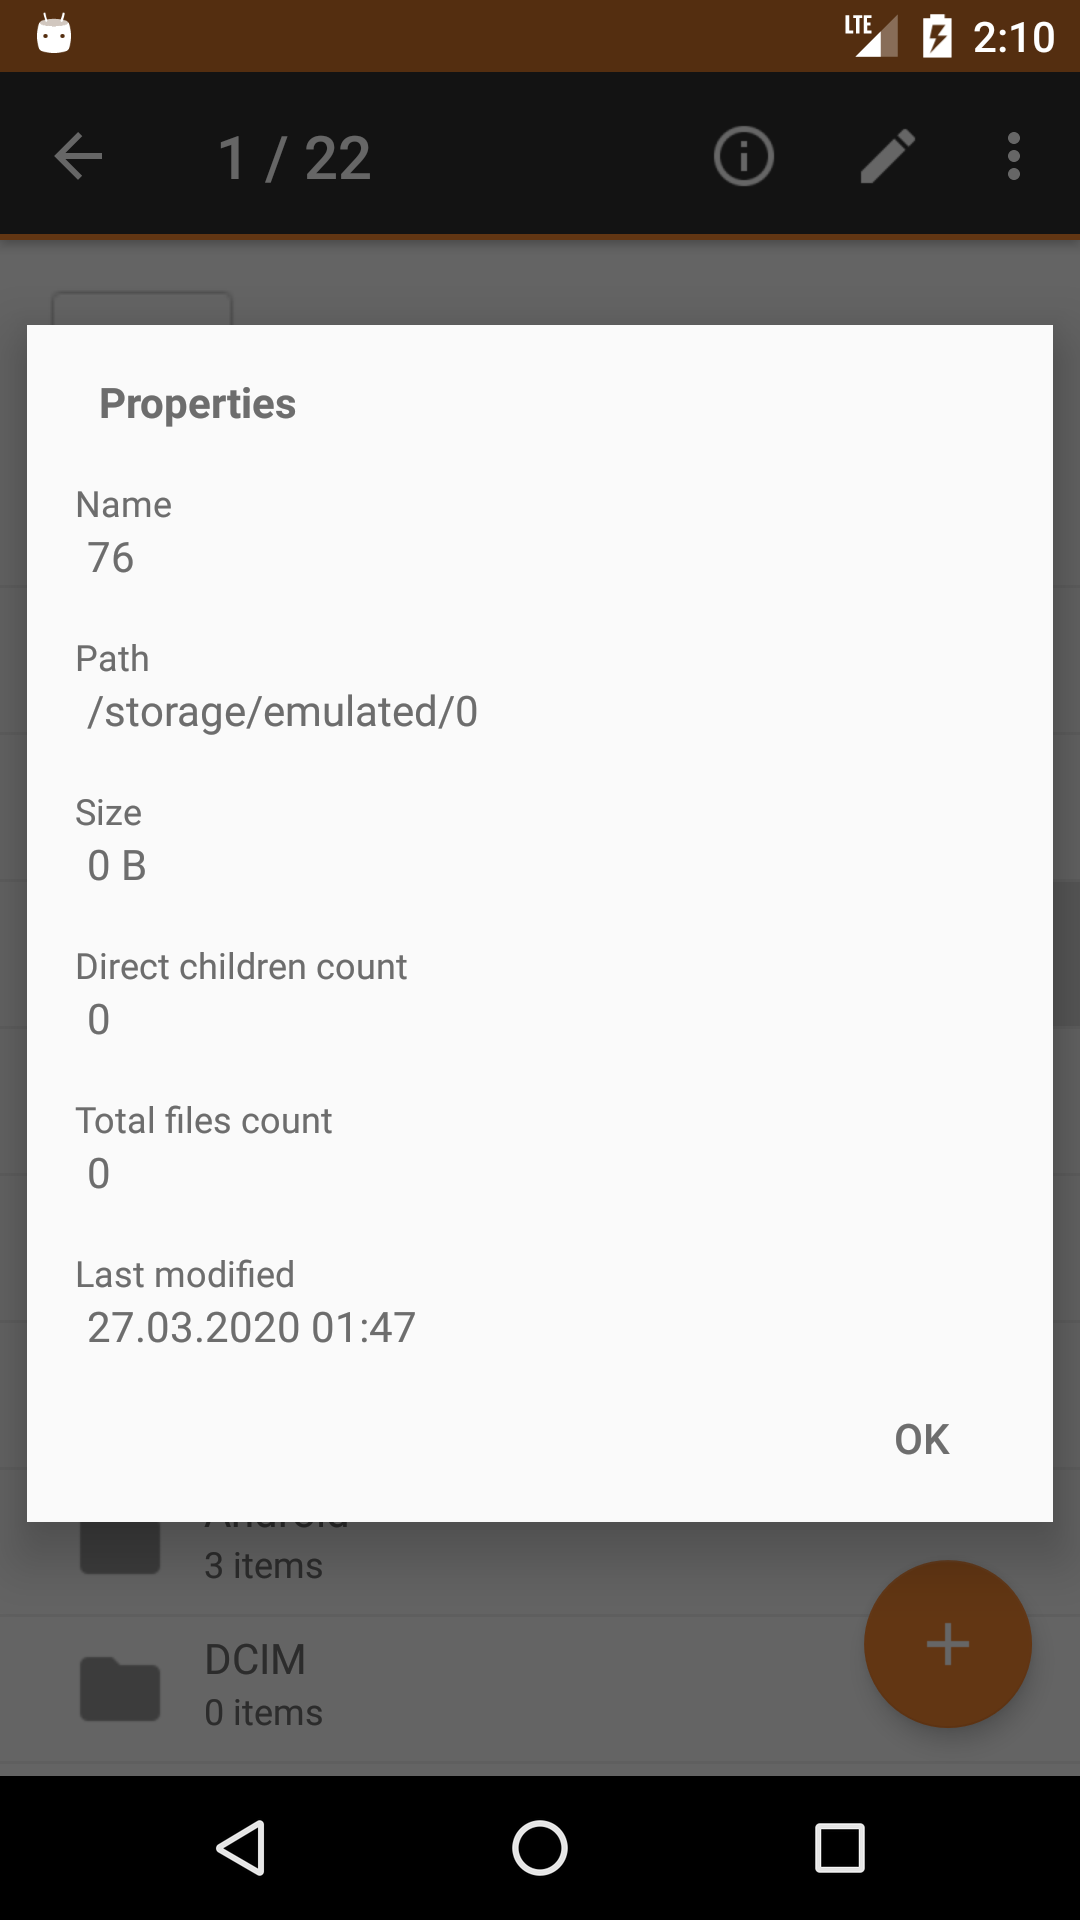 LTE 2:10
1 / 22
Properties
Name
76
Path
/storage/emulated/0
Size
0 B
Direct children count
0
Total files count
0
Last modified
27.03.2020 01:47
OK
Android
3 items
DCIM
0 items